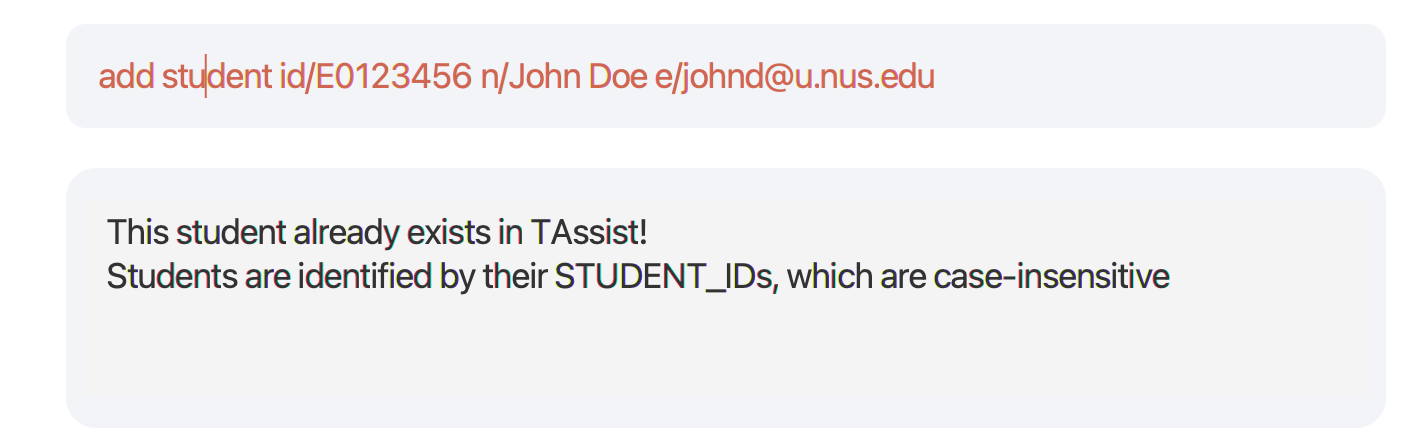 add student id/E0123456 n/John Doe e/johnd@u.nus.edu
This student already exists in TAssist!
Students are identified by their STUDENT_IDs, which are case-insensitive